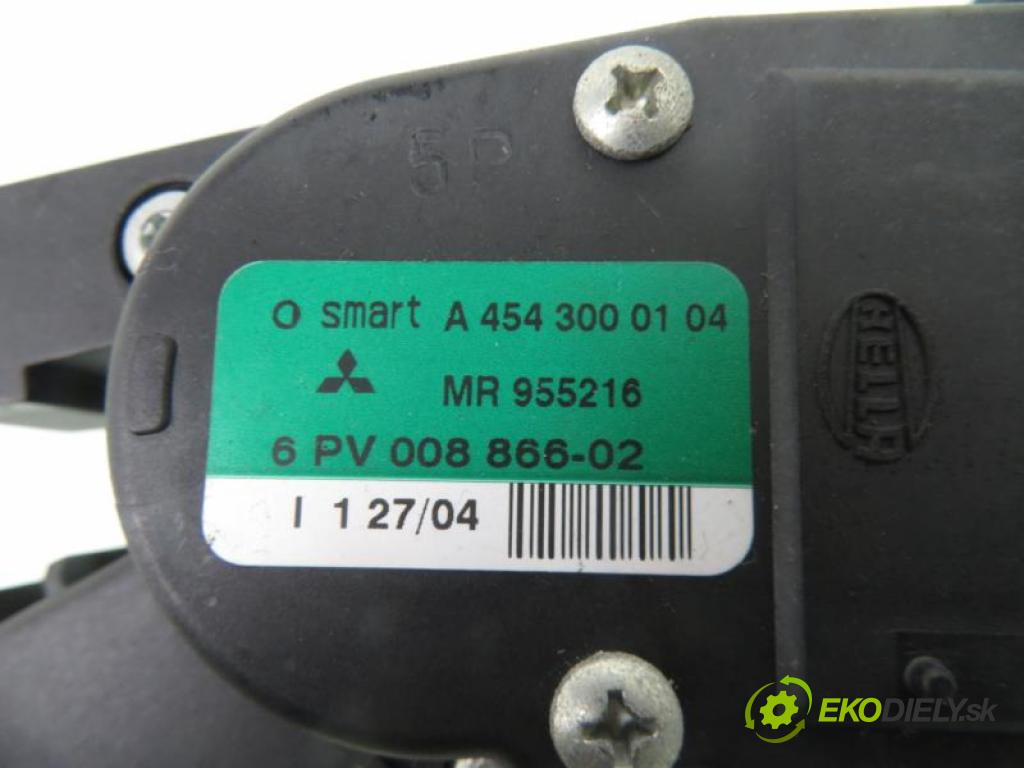 5P
smart A 454 300 01 04
MR 955216
HELLA
6 PV 008 866-02
I 1 27/04
EKODIELY.sk